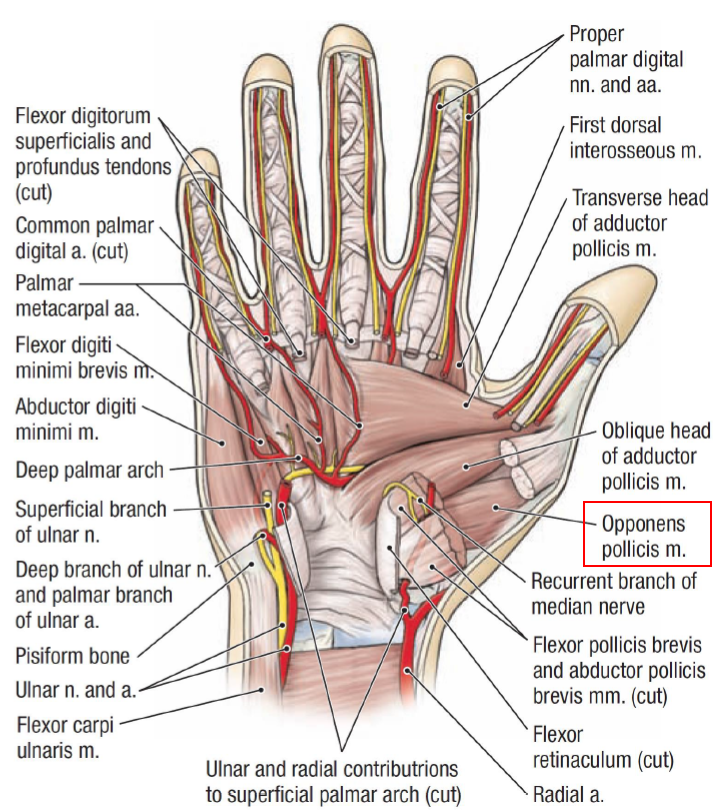 Proper
palmar digital
nn. and aa.
First dorsal
interosseous m.
Transverse head
of adductor
pollicis m.
Flexor digitorum
superficialis and
profundus tendons
(cut)
Common palmar
digital a. (cut)
Palmar
metacarpal aa.
Flexor digiti
minimi brevis m.
Abductor digiti
minimi m.
Deep palmar arch
Superficial branch
of ulnar n.
Deep branch of ulnar n.
and palmar branch
of ulnar a.
Pisiform bone
Ulnar n. and a.
Flexor carpi
ulnaris m.
Ulnar and radial contributrions
to superficial palmar arch (cut)
Oblique head
of adductor
pollicis m.
Opponens
pollicis m.
Recurrent branch of
median nerve
Flexor pollicis brevis
and abductor pollicis
brevis mm. (cut)
Flexor
retinaculum (cut)
Radial a.